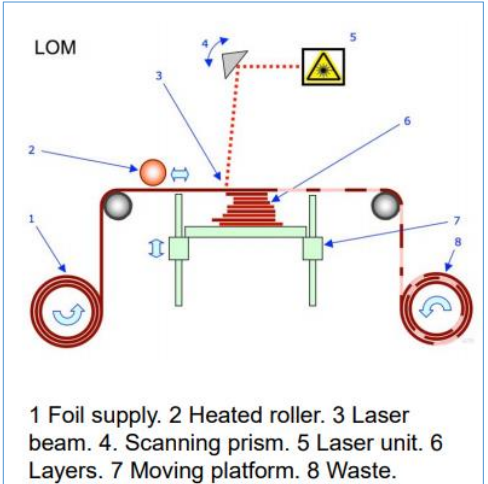 LOM
5
4
3
2
6
1
7
8
1 Foil supply. 2 Heated roller. 3 Laser
beam. 4. Scanning prism. 5 Laser unit. 6
Layers. 7 Moving platform. 8 Waste.